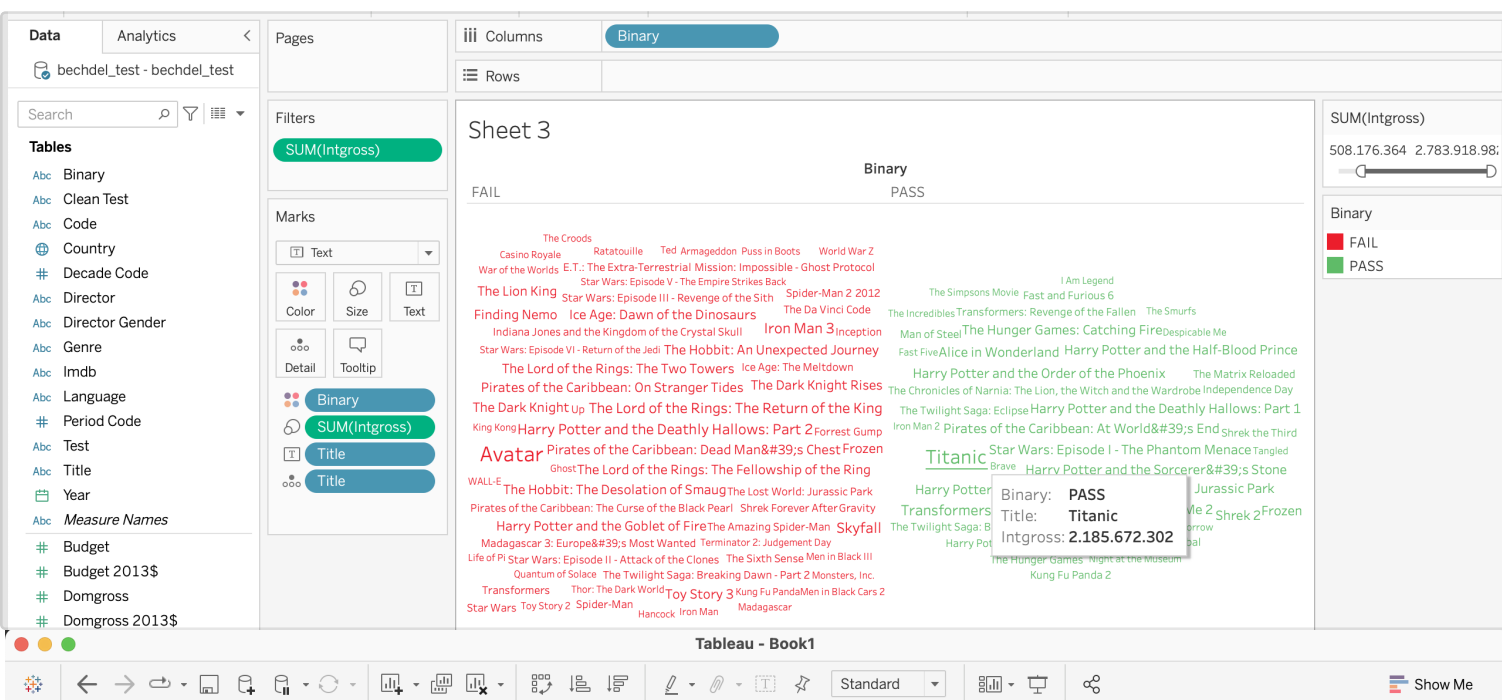 Data
Analytics
bechdel_test - bechdel_test
Search
Tables
Abc Binary
Abc Clean Test
Abc Code
Country
# Decade Code
Abc Director
Abc Director Gender
Abc Genre
Abc Imdb
Abc Language
# Period Code
Abc Test
Abc Title
Year
Abc Measure Names
# Budget
# Budget 2013$
# Domgross
# Domgross 2013$
Pages
Filters
SUM(Intgross)
Marks
T Text
Color Size Text
Detail Tooltip
Binary
SUM(Intgross)
T Title
Title
iii Columns Binary
Rows
Sheet 3
Binary
FAIL
The Croods
Casino Royale Ratatouille Ted Armageddon Puss in Boots World War Z
War of the Worlds E.T.: The Extra-Terrestrial Mission: Impossible - Ghost Protocol
Star Wars: Episode V - The Empire Strikes Back
The Lion King Star Wars: Episode III - Revenge of the Sith Spider-Man 2 2012
Finding Nemo Ice Age: Dawn of the Dinosaurs The Da Vinci Code
Indiana Jones and the Kingdom of the Crystal Skull Iron Man 3 Inception
Star Wars: Episode VI - Return of the Jedi The Hobbit: An Unexpected Journey
The Lord of the Rings: The Two Towers Ice Age: The Meltdown
Pirates of the Caribbean: On Stranger Tides The Dark Knight Rises
The Dark Knight Up The Lord of the Rings: The Return of the King
King Kong Harry Potter and the Deathly Hallows: Part 2 Forrest Gump
Avatar Pirates of the Caribbean: Dead Man&#39;s Chest Frozen
Ghost The Lord of the Rings: The Fellowship of the Ring
WALL-E The Hobbit: The Desolation of Smaug The Lost World: Jurassic Park
Pirates of the Caribbean: The Curse of the Black Pearl Shrek Forever After Gravity
Harry Potter and the Goblet of Fire The Amazing Spider-Man Skyfall
Madagascar 3: Europe&#39;s Most Wanted Terminator 2: Judgement Day
Life of Pi Star Wars: Episode II - Attack of the Clones The Sixth Sense Men in Black III
Quantum of Solace The Twilight Saga: Breaking Dawn - Part 2 Monsters, Inc.
Transformers Thor: The Dark World Toy Story 3 Kung Fu Panda Men in Black Cars 2
Star Wars Toy Story 2 Spider-Man Hancock Iron Man Madagascar
PASS
I Am Legend
The Simpsons Movie Fast and Furious 6
The Incredibles Transformers: Revenge of the Fallen The Smurfs
Man of Steel The Hunger Games: Catching Fire Despicable Me
Fast Five Alice in Wonderland Harry Potter and the Half-Blood Prince
Harry Potter and the Order of the Phoenix The Matrix Reloaded
The Chronicles of Narnia: The Lion, the Witch and the Wardrobe Independence Day
The Twilight Saga: Eclipse Harry Potter and the Deathly Hallows: Part 1
Iron Man 2 Pirates of the Caribbean: At World&#39;s End Shrek the Third
Titanic Star Wars: Episode I - The Phantom Menace Tangled
Brave Harry Potter and the Sorcerer&#39;s Stone
Harry Potter Jurassic Park
Transformers Me 2 Shrek 2 Frozen
The Twilight Saga: B
Harry Pot
The Hunger Games Night at the Museum
Kung Fu Panda 2
Binary: PASS
Title: Titanic
Intgross: 2.185.672.302
SUM(Intgross)
508.176.364 2.783.918.982
Binary
FAIL
PASS
Tableau - Book1
Standard
Show Me